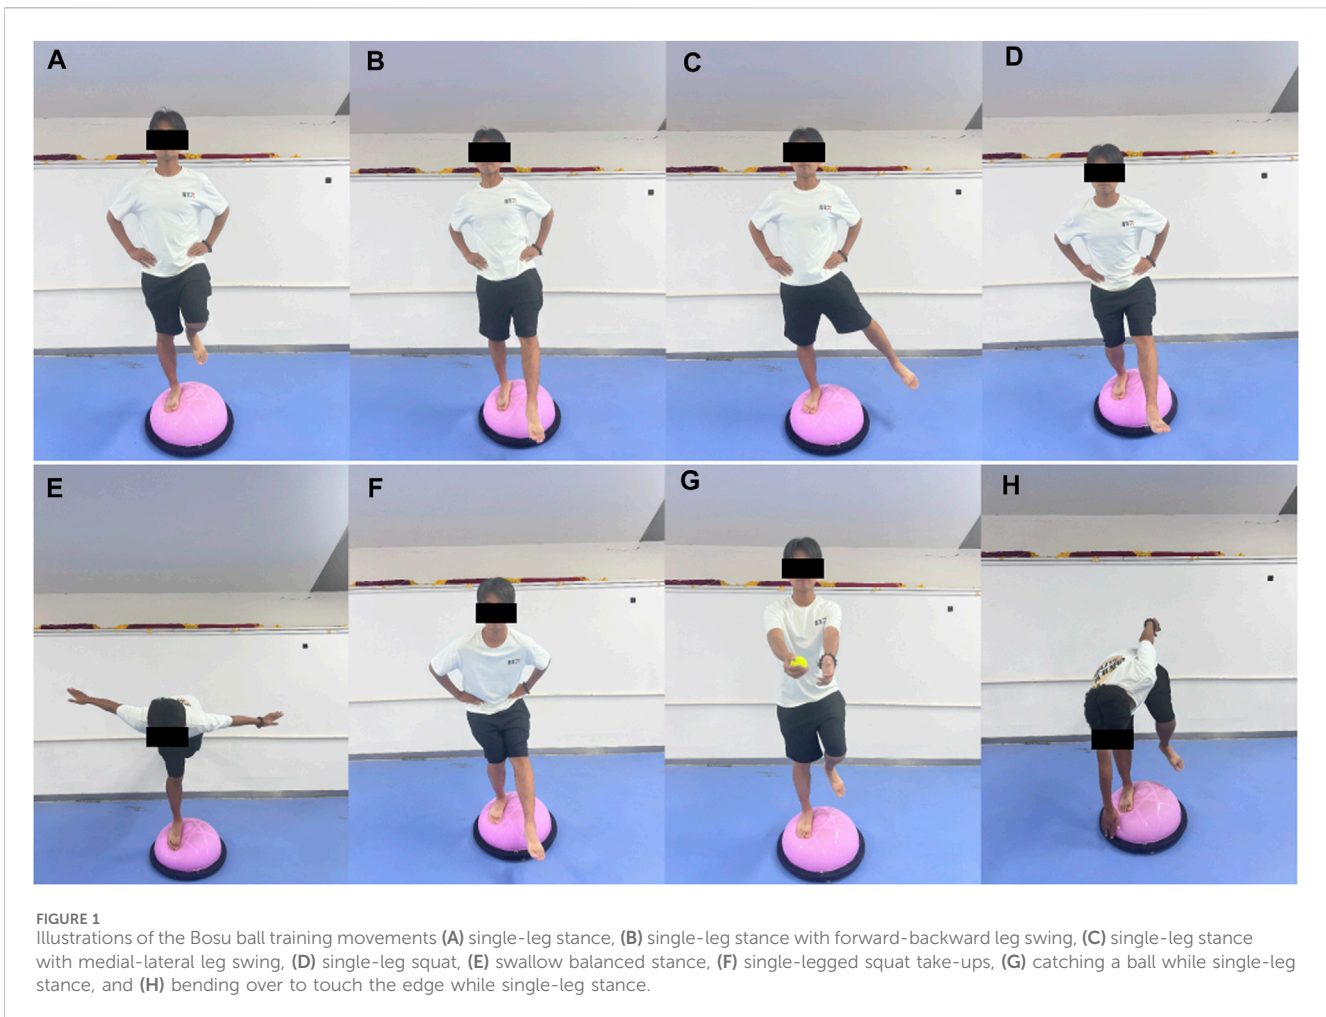 A
B
C
D
E
F
G
H
FIGURE 1
Illustrations of the Bosu ball training movements (A) single-leg stance, (B) single-leg stance with forward-backward leg swing, (C) single-leg stance
with medial-lateral leg swing, (D) single-leg squat, (E) swallow balanced stance, (F) single-legged squat take-ups, (G) catching a ball while single-leg
stance, and (H) bending over to touch the edge while single-leg stance.